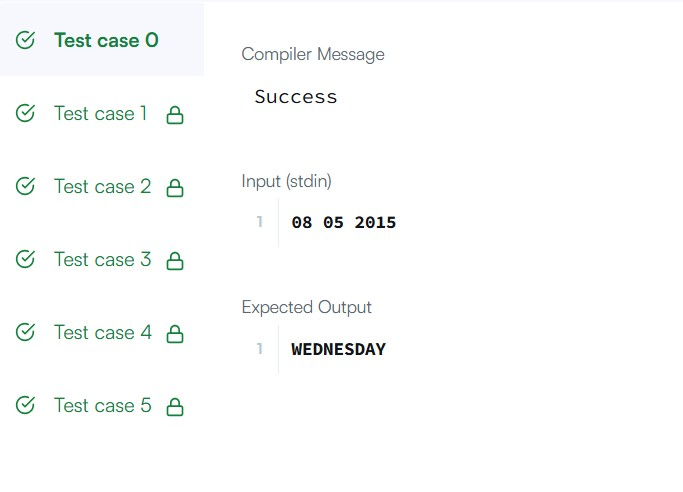 Test case 0
Test case 1
Test case 2
Test case 3
Test case 4
Test case 5
Compiler Message
Success
Input (stdin)
1 08 05 2015
Expected Output
1 WEDNESDAY